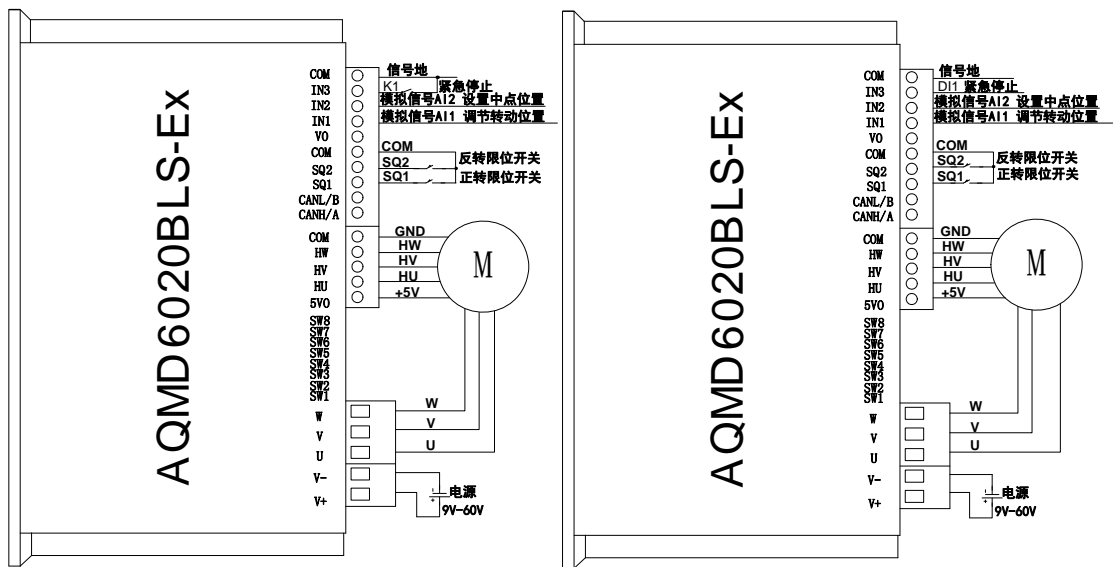 AQMD6020BLS-Ex
COM 信号地
IN3 K1 紧急停止
IN2 模拟信号AI2 设置中点位置
IN1 模拟信号AI1 调节转动位置
VO
COM COM
SQ2 SQ2 反转限位开关
SQ1 SQ1 正转限位开关
CANL/B
CANH/A
COM GND
HW HW
HV HV
HU HU
5VO +5V
M
SW8
SW7
SW6
SW5
SW4
SW3
SW2
SW1
W W
V V
U U
V- 电源
V+ 9V-60V
AQMD6020BLS-Ex
COM 信号地
IN3 DI1 紧急停止
IN2 模拟信号AI2 设置中点位置
IN1 模拟信号AI1 调节转动位置
VO
COM COM
SQ2 SQ2 反转限位开关
SQ1 SQ1 正转限位开关
CANL/B
CANH/A
COM GND
HW HW
HV HV
HU HU
5VO +5V
M
SW8
SW7
SW6
SW5
SW4
SW3
SW2
SW1
W W
V V
U U
V- 电源
V+ 9V-60V